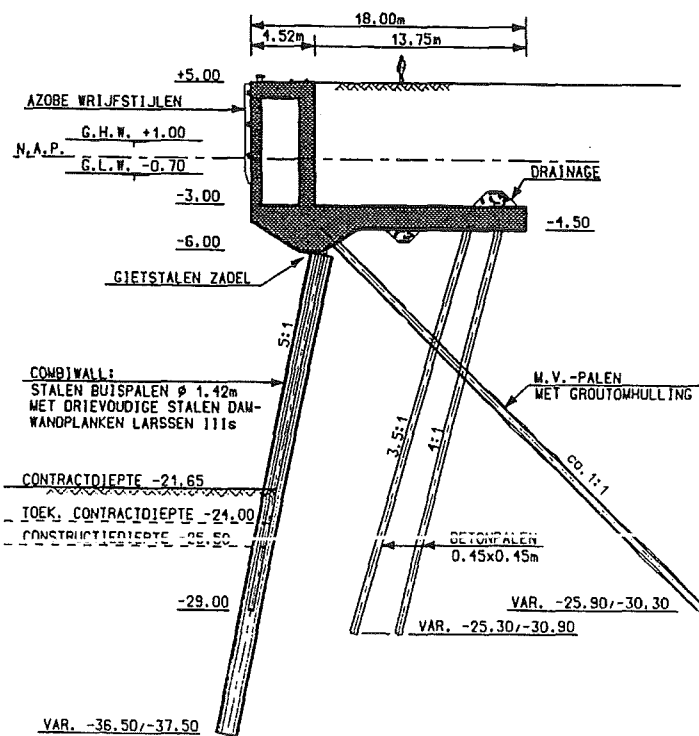 18.00m
4.52m
13.75m
+5.00
AZOBE WRIJFSTIJLEN
G.H.W. +1.00
N.A.P.
G.L.W. -0.70
DRAINAGE
-3.00
-4.50
-6.00
GIETSTALEN ZADEL
5:1
COMBIWALL:
STALEN BUISPALEN ø 1.42m
MET DRIEVOUDIGE STALEN DAM-
WANDPLANKEN LARSSEN IIIs
M.V.-PALEN
MET GROUTOMHULLING
3.5:1
4:1
ca. 1:1
CONTRACTDIEPTE -21.65
TOEK. CONTRACTDIEPTE -24.00
CONSTRUCTIEDIEPTE -25.50
BETONPALEN
0.45x0.45m
-29.00
VAR. -25.90/-30.30
VAR. -25.30/-30.90
VAR. -36.50/-37.50